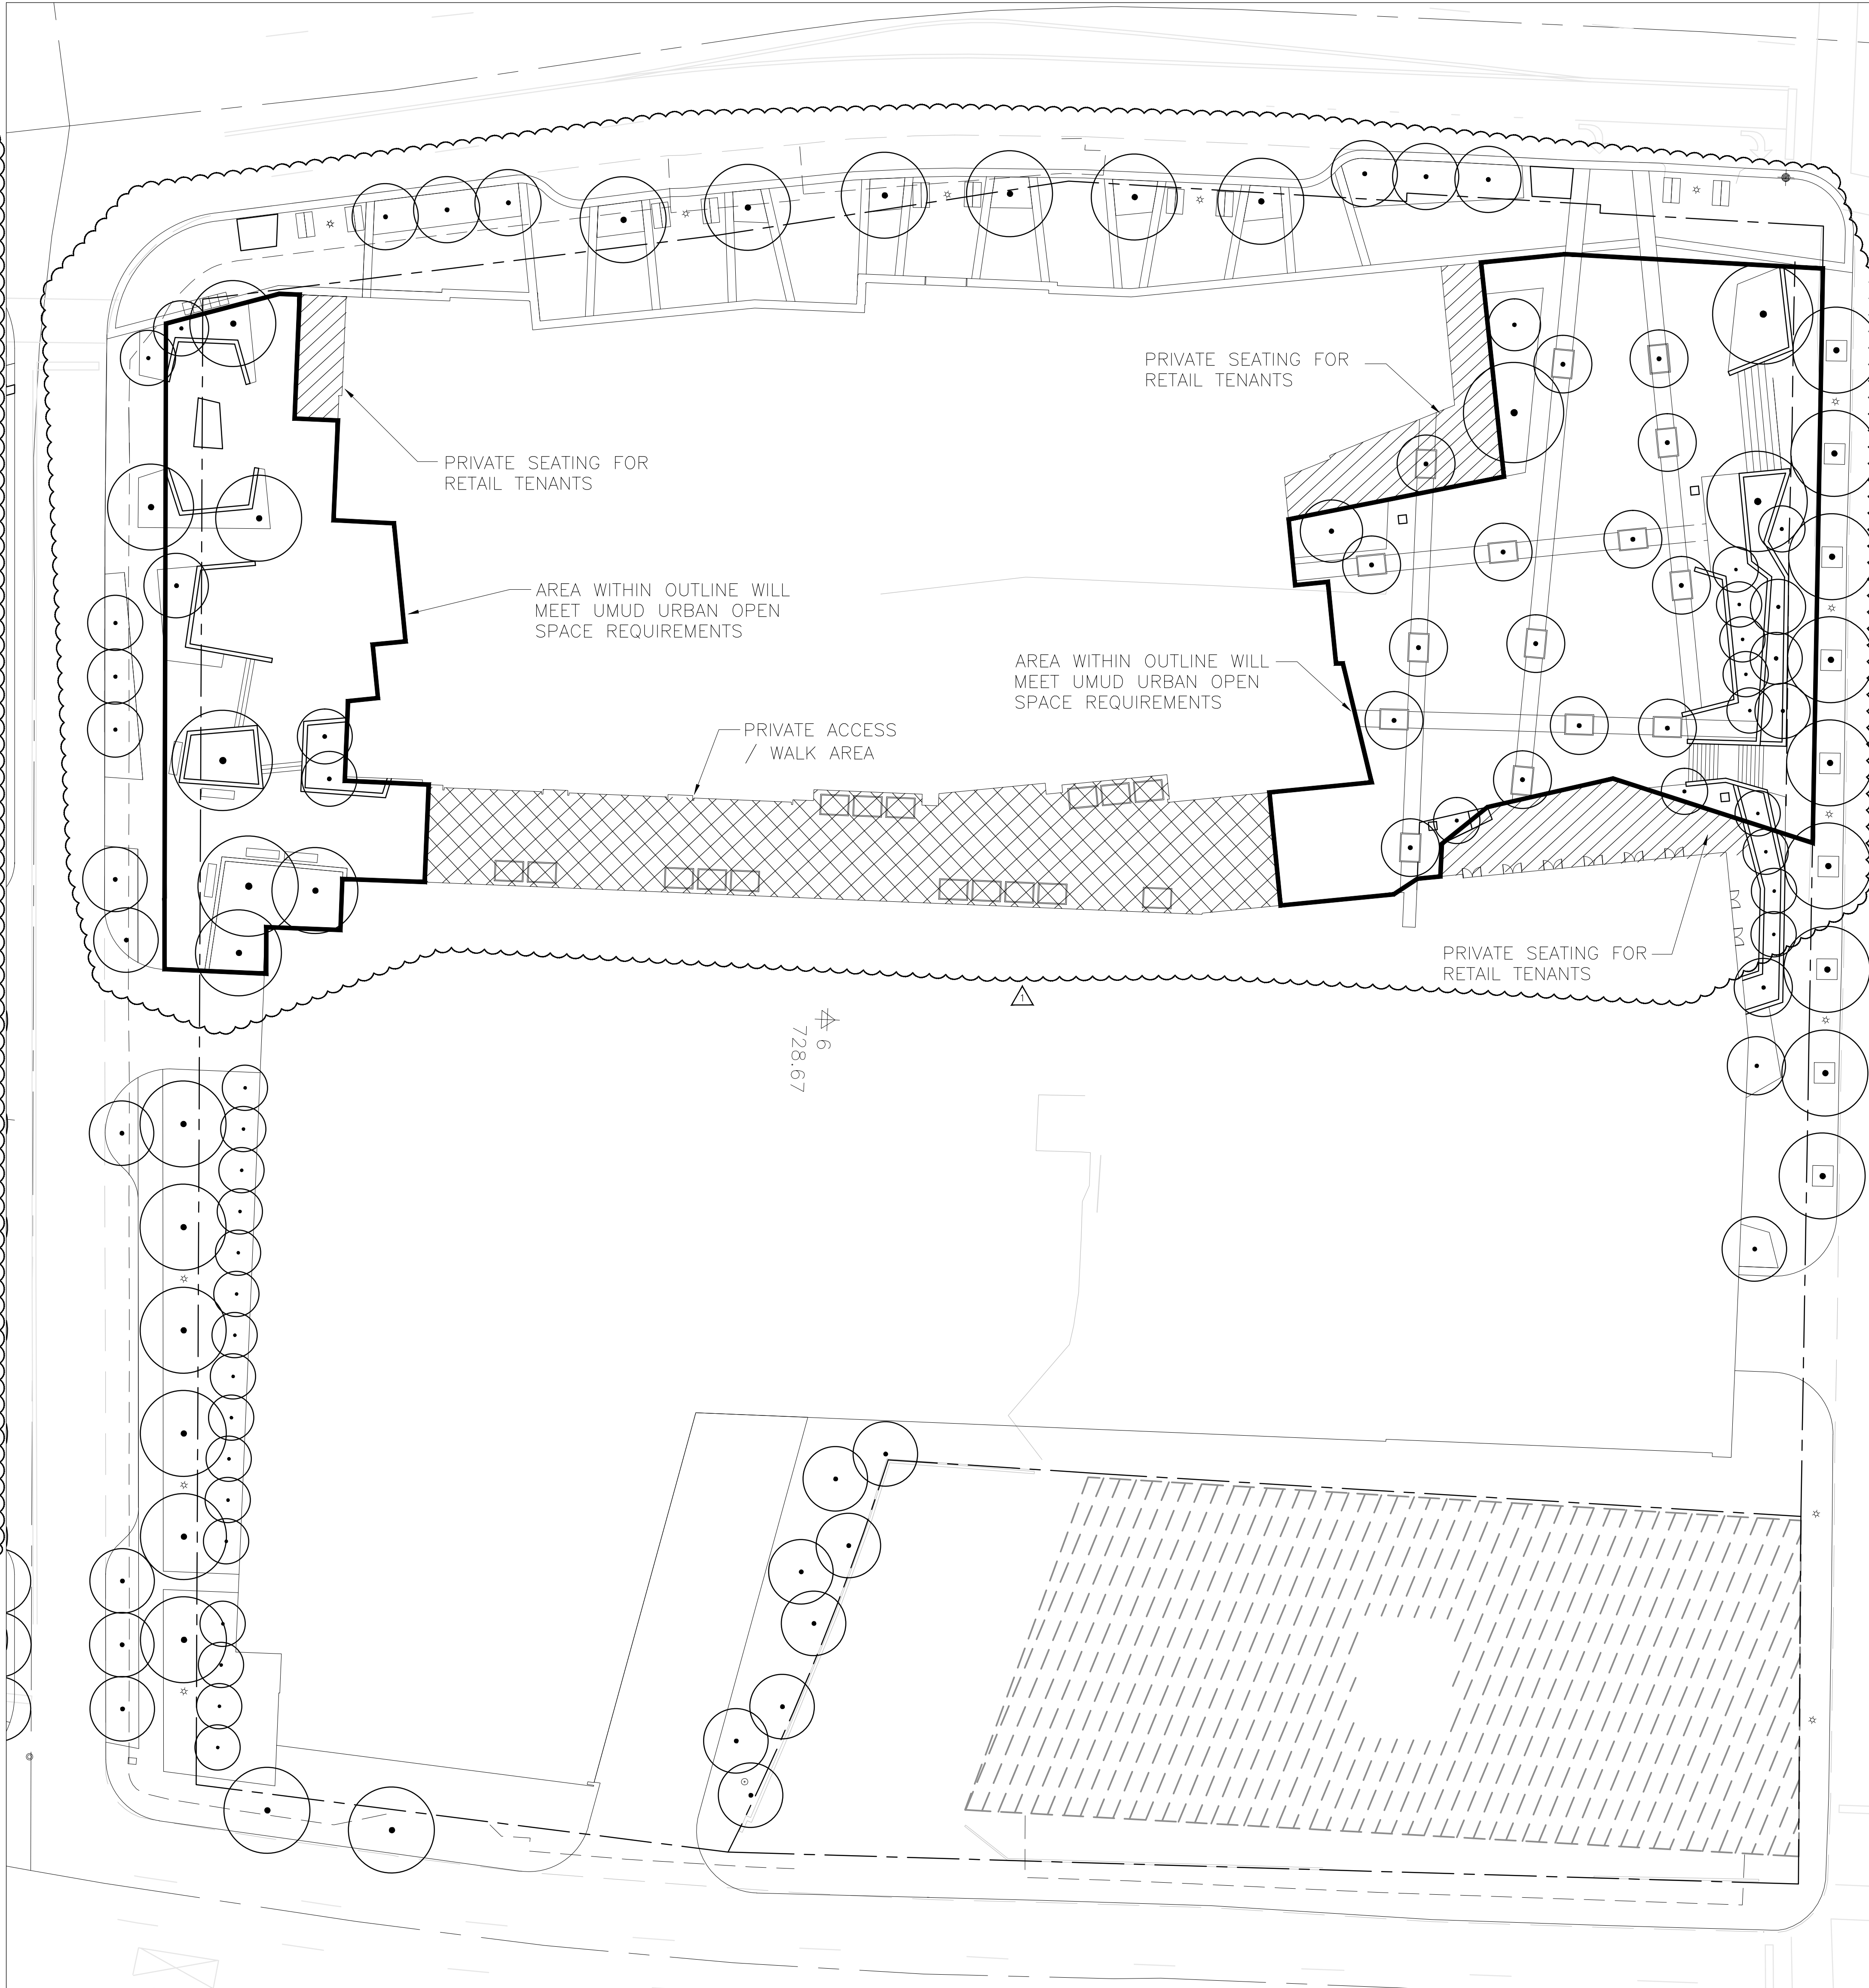 PRIVATE SEATING FOR
RETAIL TENANTS
PRIVATE SEATING FOR
RETAIL TENANTS
AREA WITHIN OUTLINE WILL
MEET UMUD URBAN OPEN
SPACE REQUIREMENTS
AREA WITHIN OUTLINE WILL
MEET UMUD URBAN OPEN
SPACE REQUIREMENTS
PRIVATE ACCESS
/ WALK AREA
PRIVATE SEATING FOR
RETAIL TENANTS
1
6
728.67